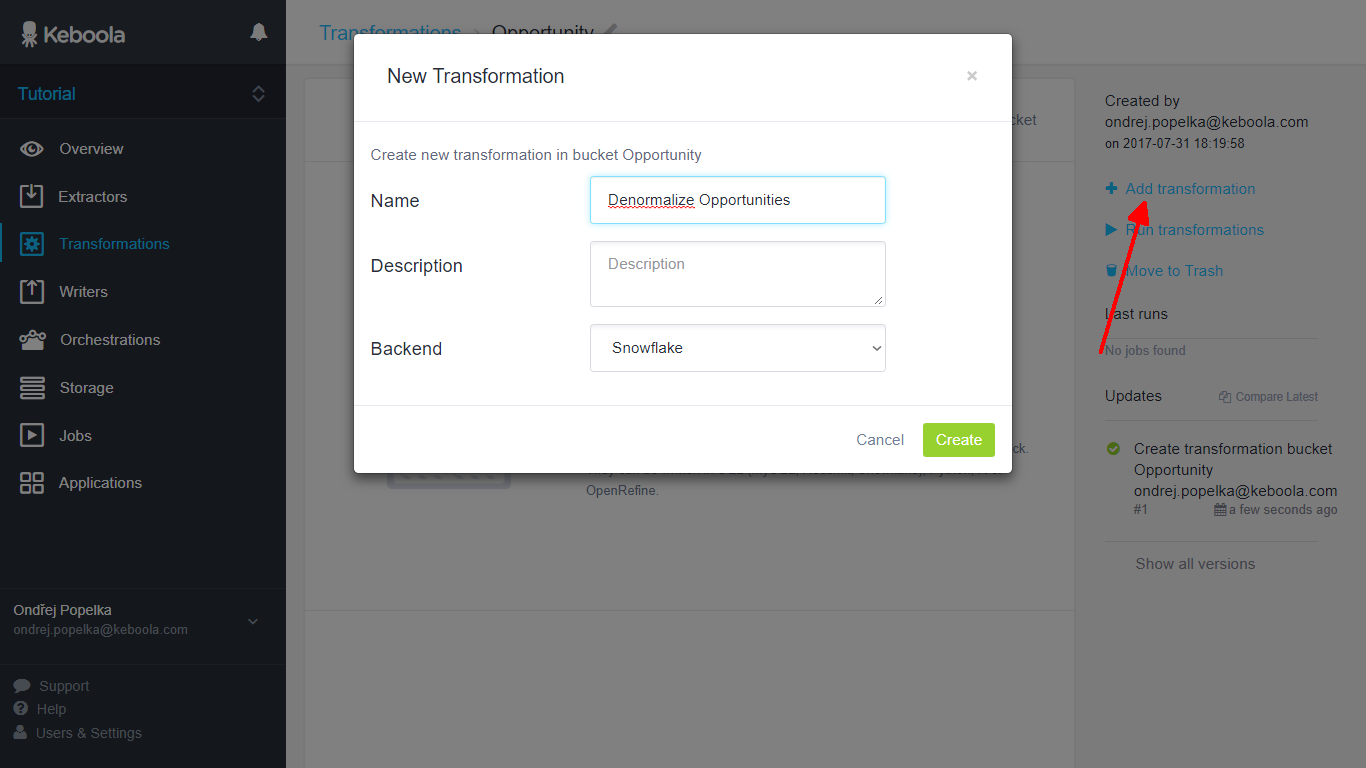 Keboola
Tutorial
Overview
Extractors
Transformations
Writers
Orchestrations
Storage
Jobs
Applications
Ondřej Popelka
ondrej.popelka@keboola.com
Support
Help
Users & Settings
Transformations > Opportunity
New Transformation
×
Create new transformation in bucket Opportunity
Name
Denormalize Opportunities
Description
Description
Backend
Snowflake
Cancel
Create
OpenRefine.
Created by
ondrej.popelka@keboola.com
on 2017-07-31 18:19:58
Add transformation
Run transformations
Move to Trash
Last runs
No jobs found
Updates
Compare Latest
Create transformation bucket
Opportunity
ondrej.popelka@keboola.com
#1
a few seconds ago
Show all versions